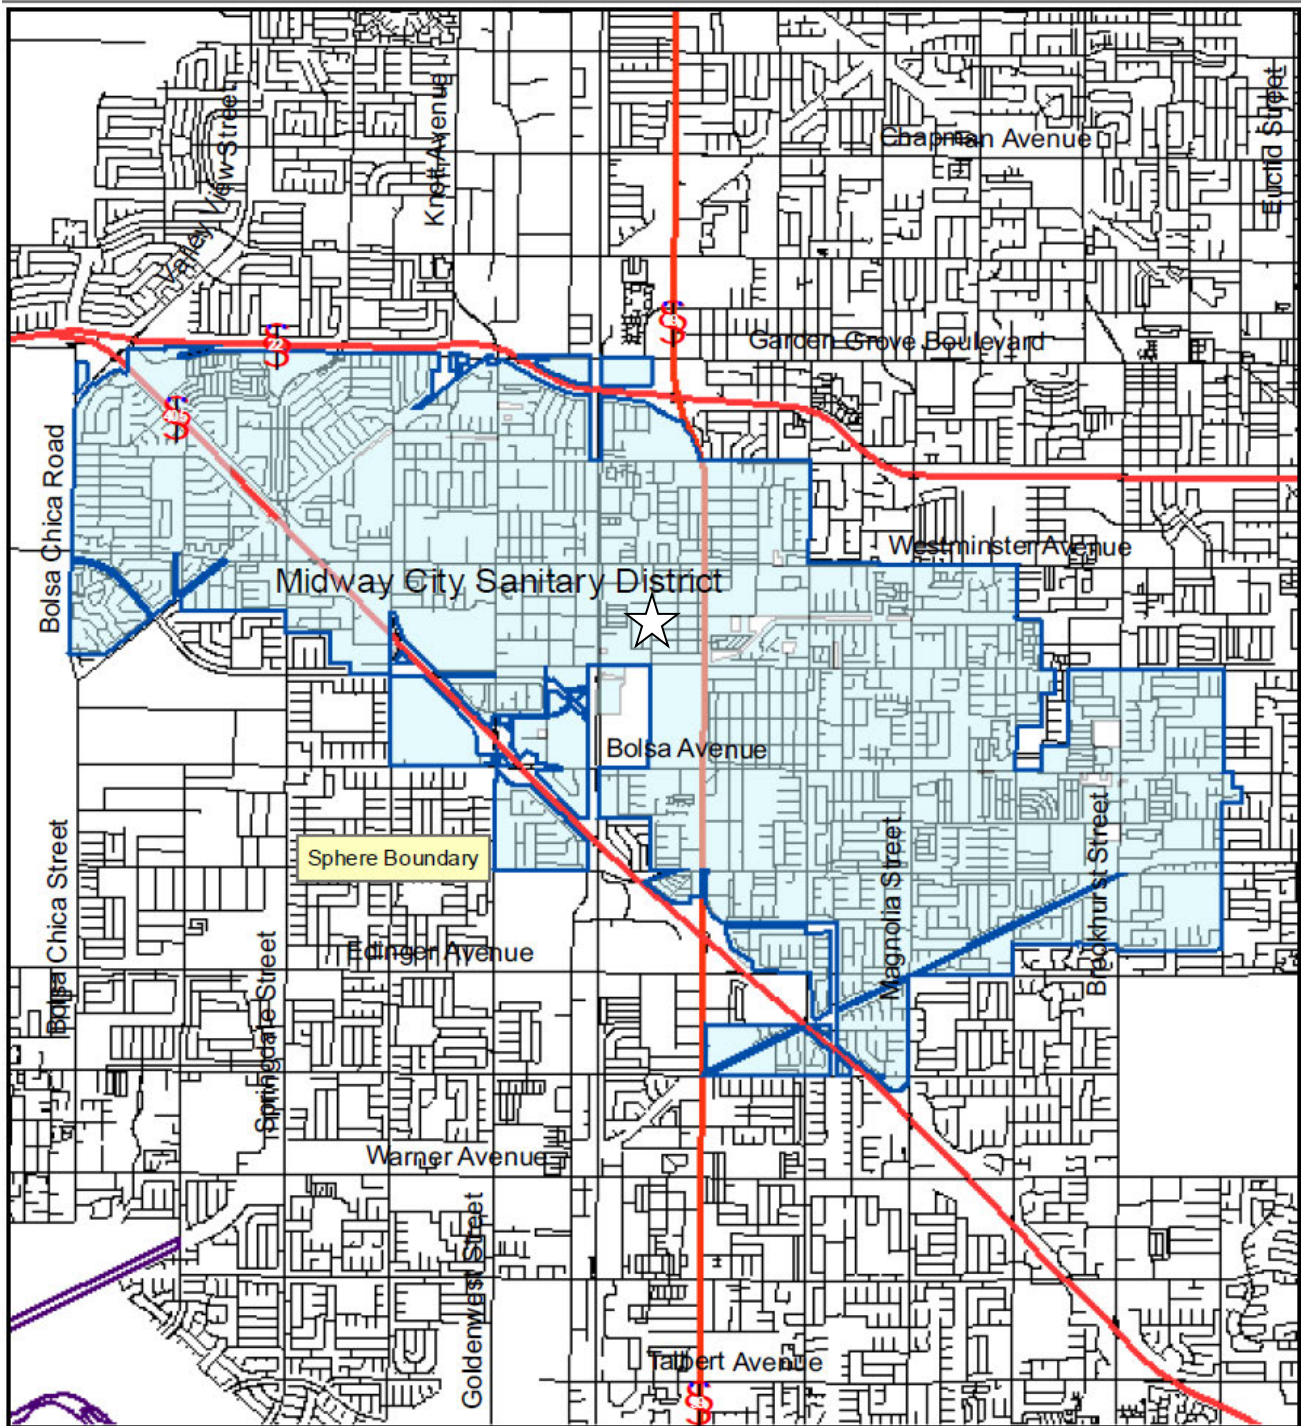 Euclid Street
Knott Avenue
Valley View Street
Chapman Avenue
22
Garden Grove Boulevard
Bolsa Chica Road
Westminster Avenue
Midway City Sanitary District
Bolsa Avenue
Sphere Boundary
Bolsa Chica Street
Magnolia Street
Brookhurst Street
Edinger Avenue
Springdale Street
Warner Avenue
Goldenwest Street
Talbert Avenue